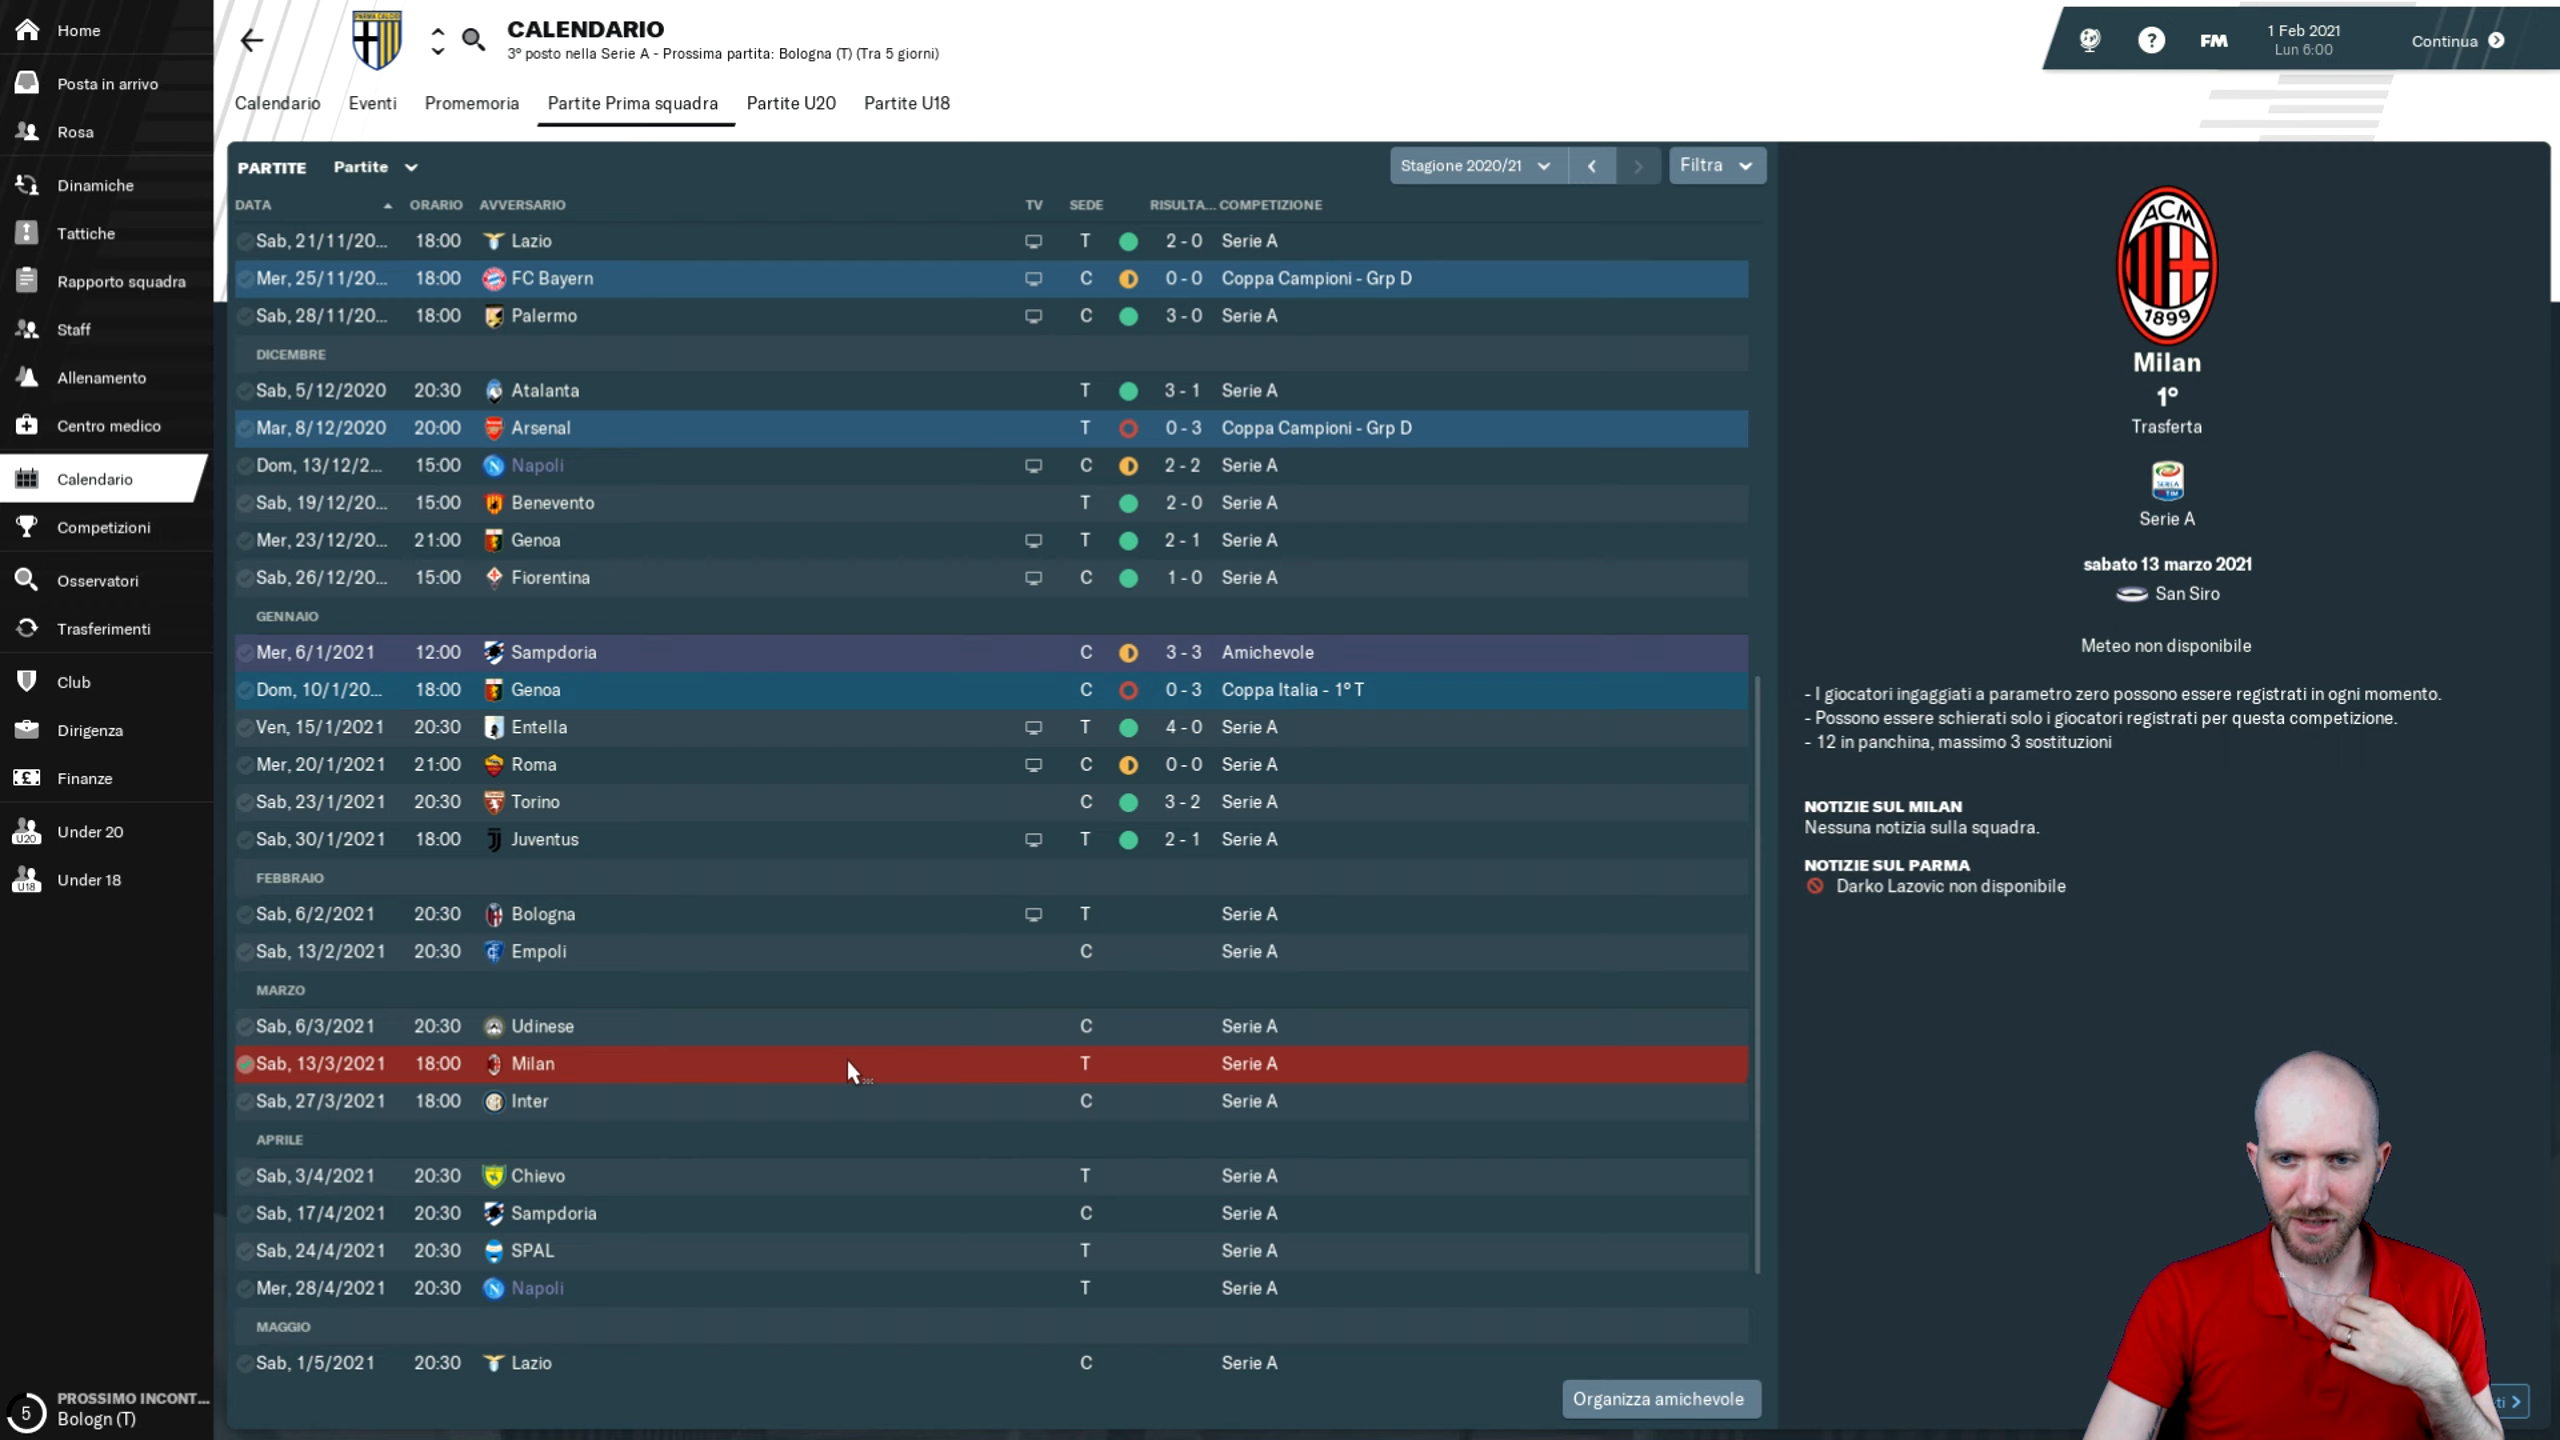 Home
Posta in arrivo
Rosa
Dinamiche
Tattiche
Rapporto squadra
Staff
Allenamento
Centro medico
Calendario
Competizioni
Osservatori
Trasferimenti
Club
Dirigenza
Finanze
U20 Under 20
U18 Under 18
5 PROSSIMO INCONT...
Bologn (T)
PARMA CALCIO
CALENDARIO
3° posto nella Serie A - Prossima partita: Bologna (T) (Tra 5 giorni)
? FM 1 Feb 2021
Lun 6:00
Continua
Calendario Eventi Promemoria Partite Prima squadra Partite U20 Partite U18
PARTITE Partite Stagione 2020/21 Filtra
DATA ORARIO AVVERSARIO TV SEDE RISULTA... COMPETIZIONE
Sab, 21/11/20... 18:00 Lazio T 2 - 0 Serie A
Mer, 25/11/20... 18:00 FC Bayern C 0 - 0 Coppa Campioni - Grp D
Sab, 28/11/20... 18:00 Palermo C 3 - 0 Serie A
DICEMBRE
Sab, 5/12/2020 20:30 Atalanta T 3 - 1 Serie A
Mar, 8/12/2020 20:00 Arsenal T 0 - 3 Coppa Campioni - Grp D
Dom, 13/12/2... 15:00 Napoli C 2 - 2 Serie A
Sab, 19/12/20... 15:00 Benevento T 2 - 0 Serie A
Mer, 23/12/20... 21:00 Genoa T 2 - 1 Serie A
Sab, 26/12/20... 15:00 Fiorentina C 1 - 0 Serie A
GENNAIO
Mer, 6/1/2021 12:00 Sampdoria C 3 - 3 Amichevole
Dom, 10/1/20... 18:00 Genoa C 0 - 3 Coppa Italia - 1° T
Ven, 15/1/2021 20:30 Entella T 4 - 0 Serie A
Mer, 20/1/2021 21:00 Roma C 0 - 0 Serie A
Sab, 23/1/2021 20:30 Torino C 3 - 2 Serie A
Sab, 30/1/2021 18:00 Juventus T 2 - 1 Serie A
FEBBRAIO
Sab, 6/2/2021 20:30 Bologna T Serie A
Sab, 13/2/2021 20:30 Empoli C Serie A
MARZO
Sab, 6/3/2021 20:30 Udinese C Serie A
Sab, 13/3/2021 18:00 Milan T Serie A
Sab, 27/3/2021 18:00 Inter C Serie A
APRILE
Sab, 3/4/2021 20:30 Chievo T Serie A
Sab, 17/4/2021 20:30 Sampdoria C Serie A
Sab, 24/4/2021 20:30 SPAL T Serie A
Mer, 28/4/2021 20:30 Napoli T Serie A
MAGGIO
Sab, 1/5/2021 20:30 Lazio C Serie A
Organizza amichevole
ACM
1899
Milan
1°
Trasferta
SERIE A
TIM
Serie A
sabato 13 marzo 2021
San Siro
Meteo non disponibile
- I giocatori ingaggiati a parametro zero possono essere registrati in ogni momento.
- Possono essere schierati solo i giocatori registrati per questa competizione.
- 12 in panchina, massimo 3 sostituzioni
NOTIZIE SUL MILAN
Nessuna notizia sulla squadra.
NOTIZIE SUL PARMA
Darko Lazovic non disponibile